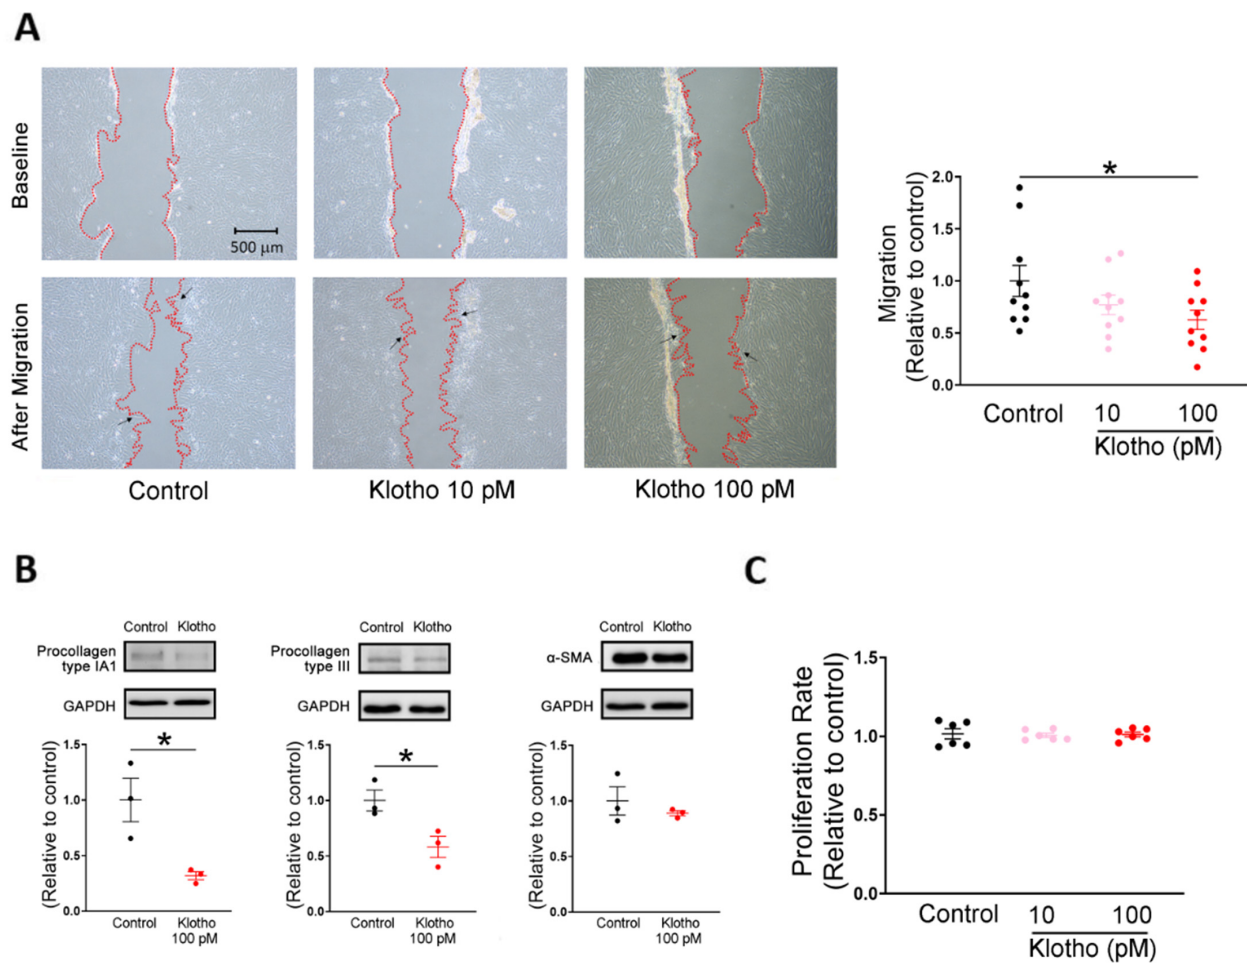 A
Baseline
500 μm
After Migration
Control
Klotho 10 pM
Klotho 100 pM
Migration
(Relative to control)
2.0
1.5
1.0
0.5
0.0
*
Control
10
100
Klotho (pM)
B
Control Klotho
Procollagen
type IA1
GAPDH
(Relative to control)
1.5
1.0
0.5
0.0
*
Control
Klotho
100 pM
Control Klotho
Procollagen
type III
GAPDH
(Relative to control)
1.5
1.0
0.5
0.0
*
Control
Klotho
100 pM
Control Klotho
α-SMA
GAPDH
(Relative to control)
1.5
1.0
0.5
0.0
Control
Klotho
100 pM
C
Proliferation Rate
(Relative to control)
1.5
1.0
0.5
0.0
Control
10
100
Klotho (pM)